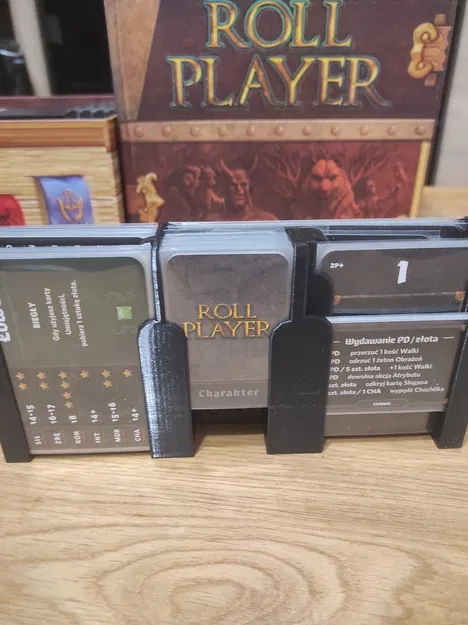 ROLL
PLAYER
BIEGŁY
Gdy użyjesz karty
Umiejętności,
pobierz 1 sztukę złota.
SIŁ 14-15
ZRE 16-17
KON 18
INT 14+
MDR 15-16
CHA 14+
ROLL
PLAYER
Charakter
2P+
1
Wydawanie PD/złota
PD przerzuć 1 kość Walki
PD odrzuć 1 żeton Obrażeń
PD / 5 szt. złota +1 kość Walki
PD dowolna akcja Atrybutu
szt. złota odkryj kartę Sługusa
szt. złota / 1 CHA wypędź Chochlika